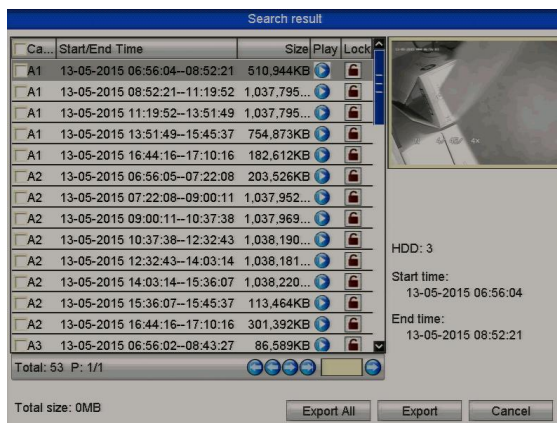 Search result
Ca... Start/End Time Size Play Lock
A1 13-05-2015 06:56:04--08:52:21 510,944KB
A1 13-05-2015 08:52:21--11:19:52 1,037,795...
A1 13-05-2015 11:19:52--13:51:49 1,037,795...
A1 13-05-2015 13:51:49--15:45:37 754,873KB
A1 13-05-2015 16:44:16--17:10:16 182,612KB
A2 13-05-2015 06:56:05--07:22:08 203,526KB
A2 13-05-2015 07:22:08--09:00:11 1,037,952...
A2 13-05-2015 09:00:11--10:37:38 1,037,969...
A2 13-05-2015 10:37:38--12:32:43 1,038,190...
A2 13-05-2015 12:32:43--14:03:14 1,038,181...
A2 13-05-2015 14:03:14--15:36:07 1,038,220...
A2 13-05-2015 15:36:07--15:45:37 113,464KB
A2 13-05-2015 16:44:16--17:10:16 301,392KB
A3 13-05-2015 06:56:02--08:43:27 86,589KB
HDD: 3
Start time:
13-05-2015 06:56:04
End time:
13-05-2015 08:52:21
Total: 53 P: 1/1
Total size: 0MB
Export All
Export
Cancel